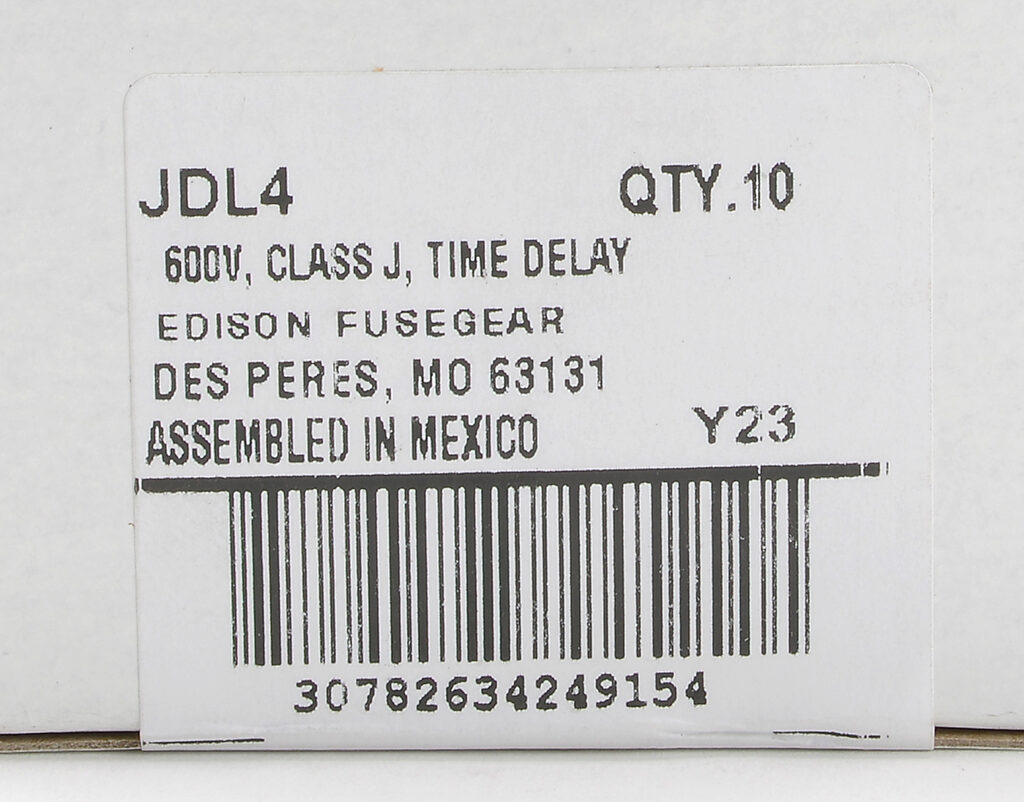 JDL4 QTY.10
600V, CLASS J, TIME DELAY
EDISON FUSEGEAR
DES PERES, MO 63131
ASSEMBLED IN MEXICO Y23
30782634249154